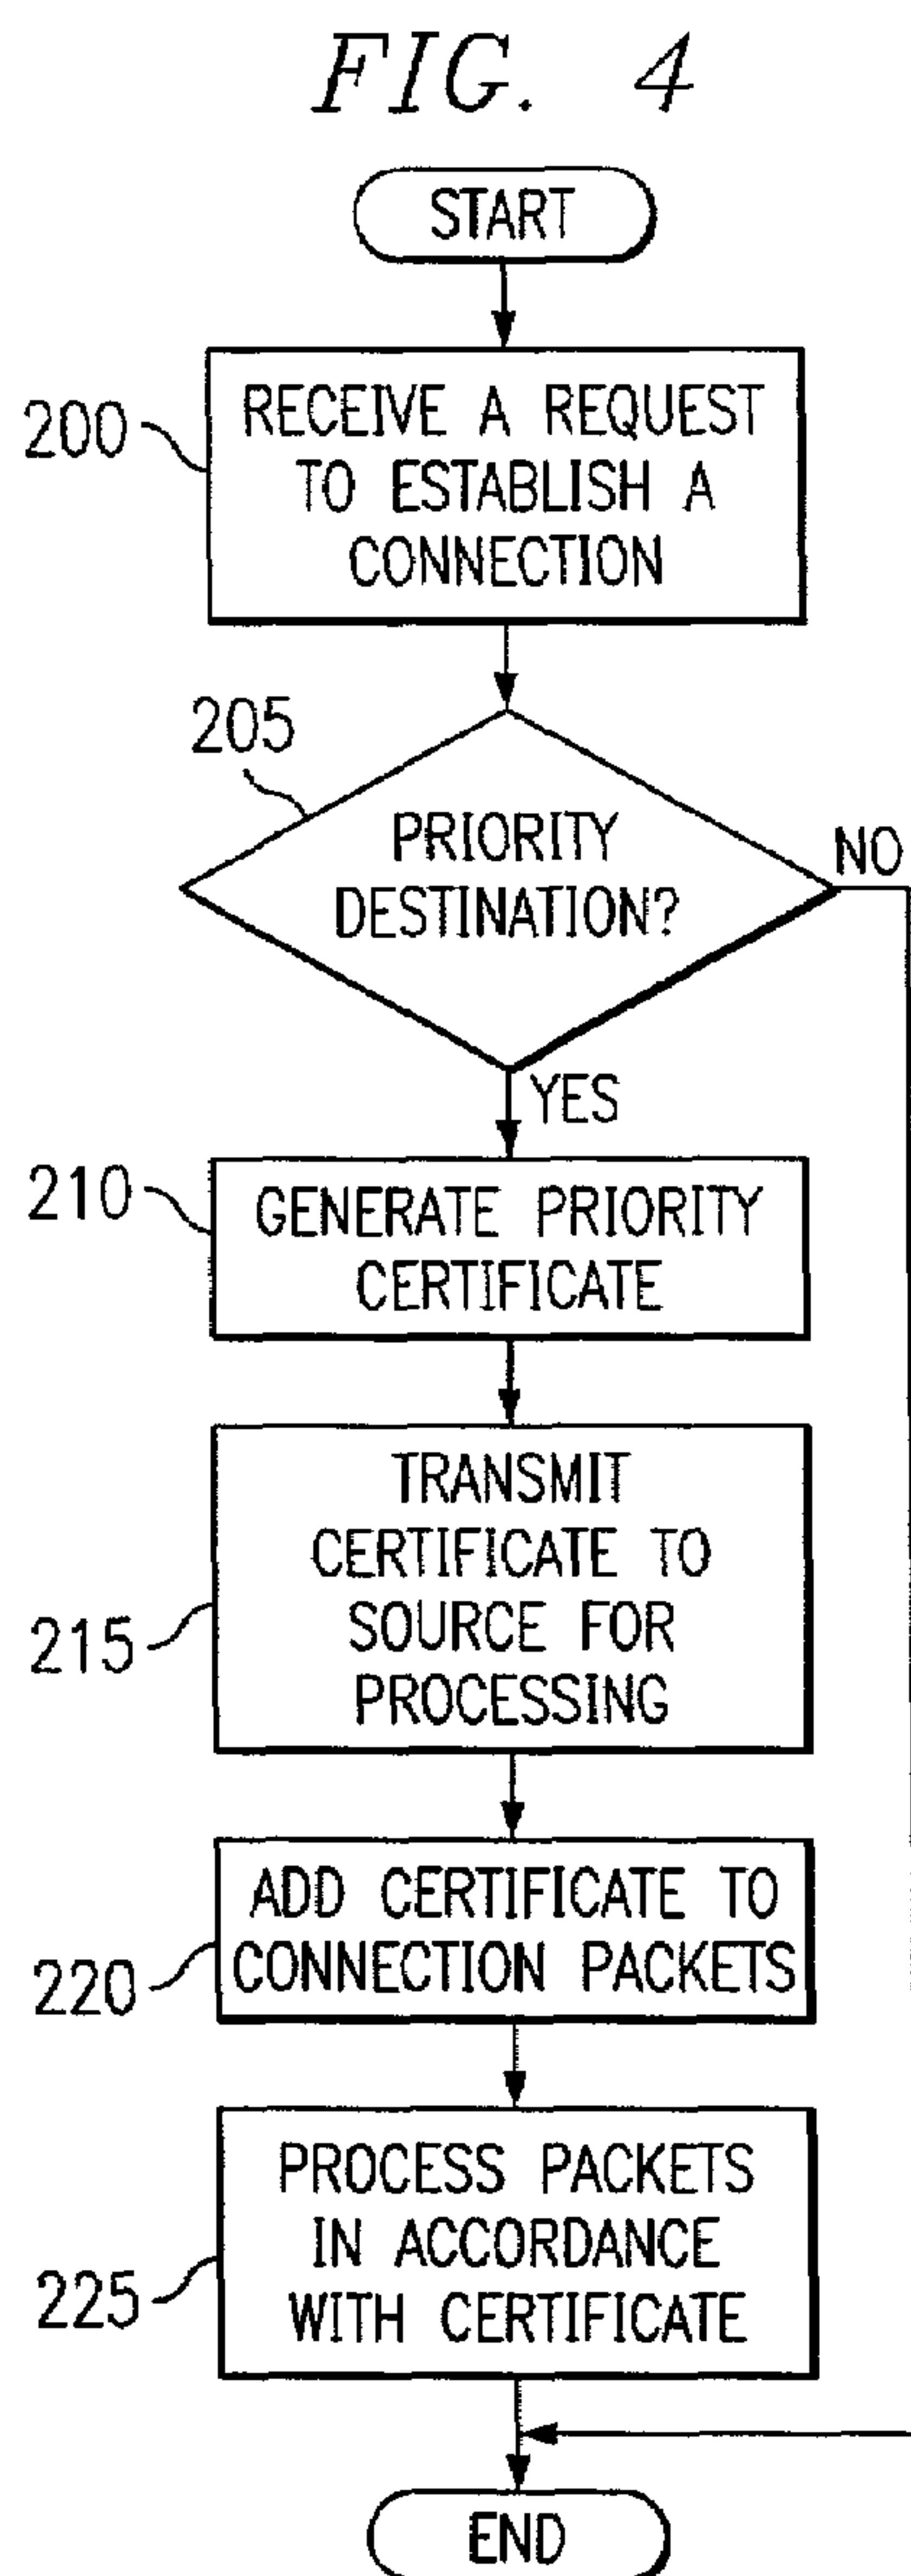 FIG. 4
START
200
RECEIVE A REQUEST
TO ESTABLISH A
CONNECTION
205
PRIORITY
DESTINATION?
NO
YES
210
GENERATE PRIORITY
CERTIFICATE
215
TRANSMIT
CERTIFICATE TO
SOURCE FOR
PROCESSING
220
ADD CERTIFICATE TO
CONNECTION PACKETS
225
PROCESS PACKETS
IN ACCORDANCE
WITH CERTIFICATE
END